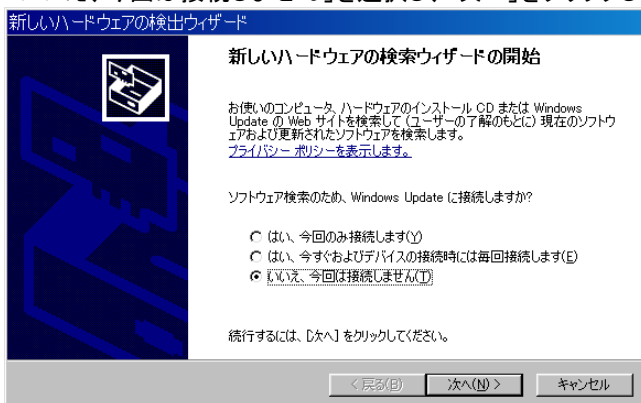 新しいハードウェアの検出ウィザード
新しいハードウェアの検索ウィザードの開始
お使いのコンピュータ、ハードウェアのインストール CD または Windows
Update の Web サイトを検索して (ユーザーの了解のもとに) 現在のソフトウ
ェアおよび更新されたソフトウェアを検索します。
プライバシー ポリシーを表示します。
ソフトウェア検索のため、Windows Update に接続しますか?
はい、今回のみ接続します(Y)
はい、今すぐおよびデバイスの接続時には毎回接続します(E)
いいえ、今回は接続しません(T)
続行するには、[次へ] をクリックしてください。
< 戻る(B)
次へ(N) >
キャンセル